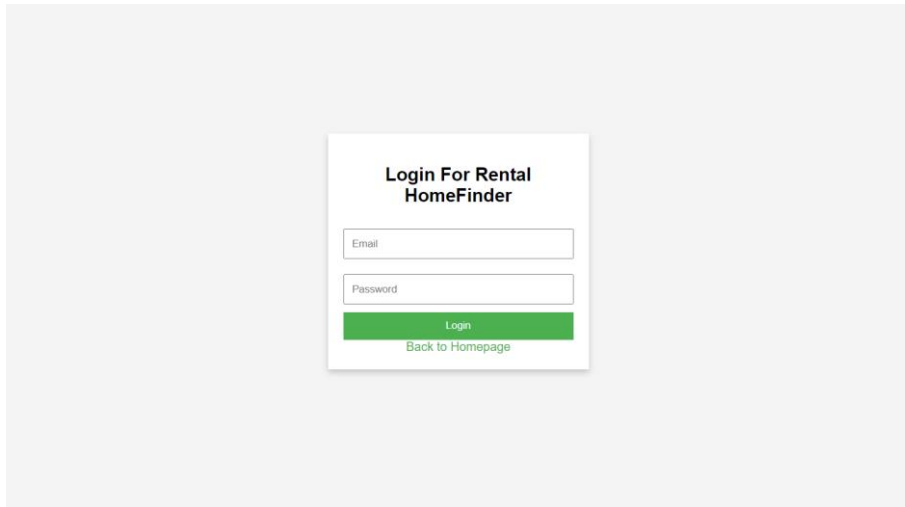 Login For Rental
HomeFinder
Email
Password
Login
Back to Homepage